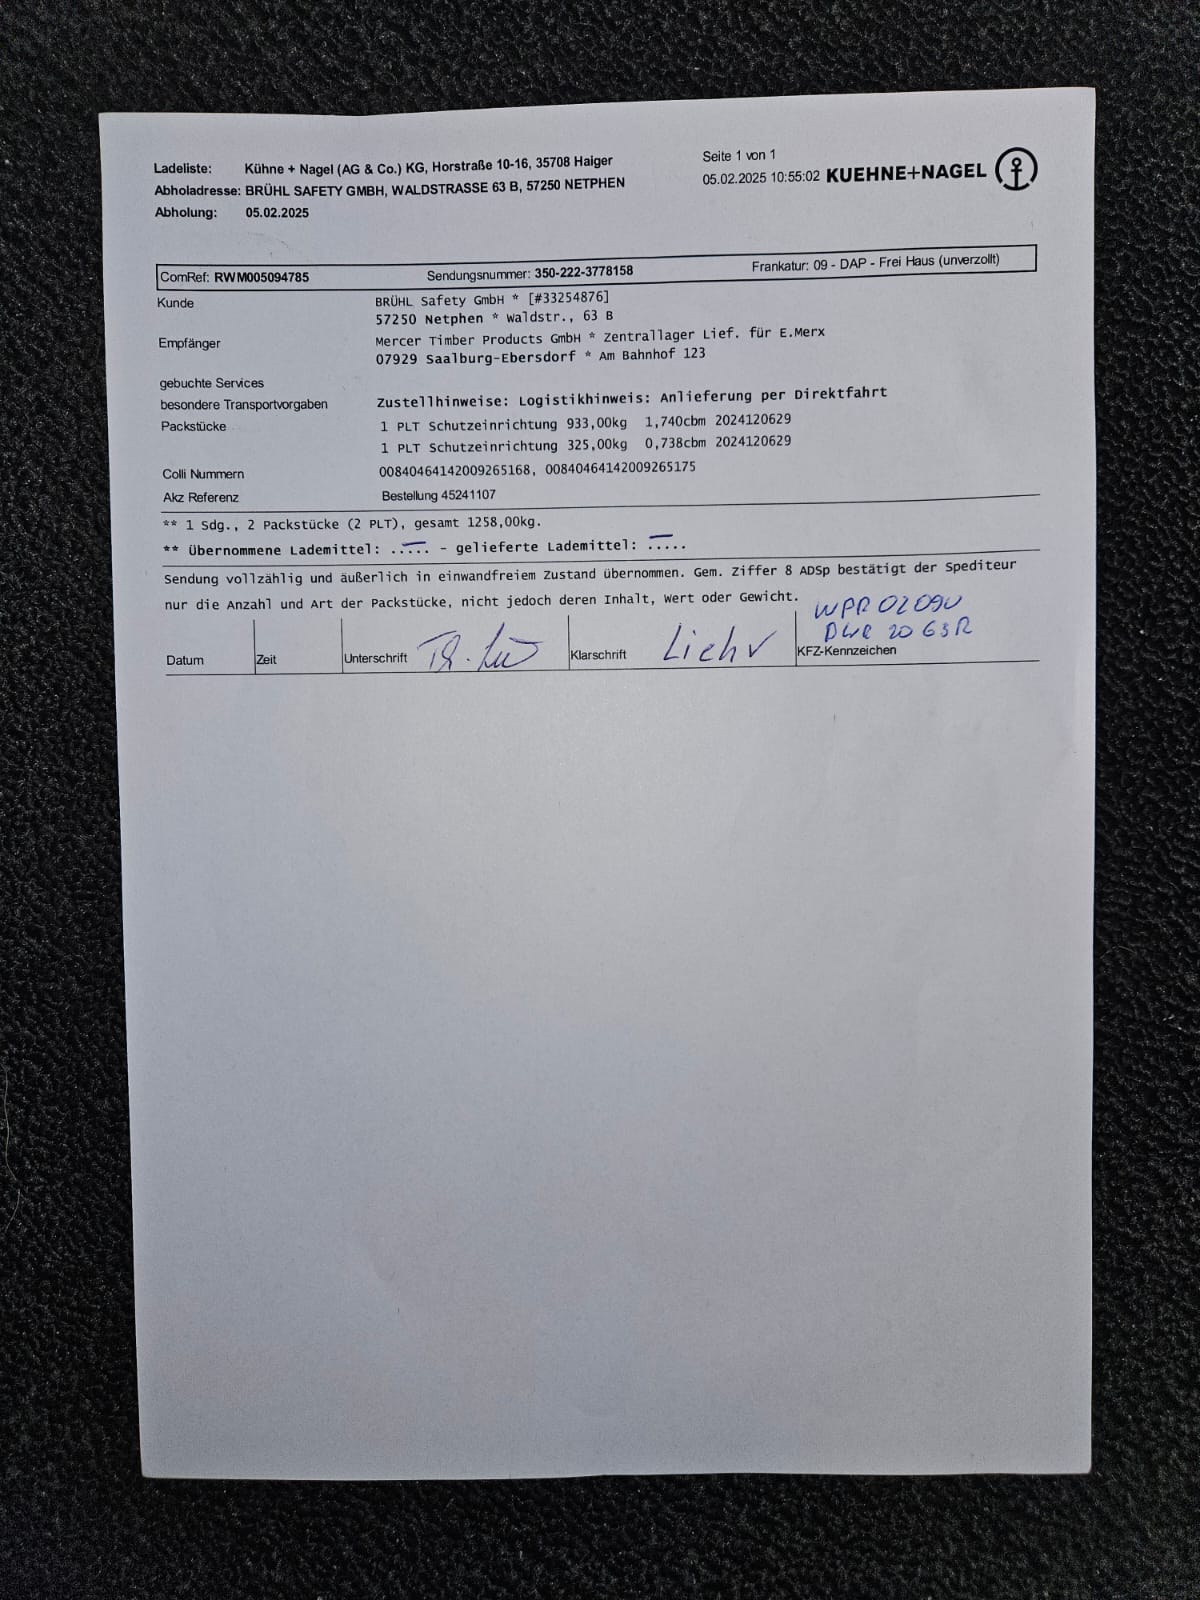 Ladeliste: Kühne + Nagel (AG & Co.) KG, Horstraße 10-16, 35708 Haiger
Seite 1 von 1
Abholadresse: BRÜHL SAFETY GMBH, WALDSTRASSE 63 B, 57250 NETPHEN
05.02.2025 10:55:02 KUEHNE+NAGEL
Abholung: 05.02.2025
ComRef: RWM005094785 Sendungsnummer: 350-222-3778158 Frankatur: 09 - DAP - Frei Haus (unverzollt)
Kunde BRÜHL Safety GmbH * [#33254876]
57250 Netphen * Waldstr., 63 B
Empfänger Mercer Timber Products GmbH * Zentrallager Lief. für E.Merx
07929 Saalburg-Ebersdorf * Am Bahnhof 123
gebuchte Services
besondere Transportvorgaben Zustellhinweise: Logistikhinweis: Anlieferung per Direktfahrt
Packstücke 1 PLT Schutzeinrichtung 933,00kg 1,740cbm 2024120629
1 PLT Schutzeinrichtung 325,00kg 0,738cbm 2024120629
Colli Nummern 00840464142009265168, 00840464142009265175
Akz Referenz Bestellung 45241107
** 1 Sdg., 2 Packstücke (2 PLT), gesamt 1258,00kg.
** Übernommene Lademittel: ..... - gelieferte Lademittel: .....
Sendung vollzählig und äußerlich in einwandfreiem Zustand übernommen. Gem. Ziffer 8 ADSp bestätigt der Spediteur
nur die Anzahl und Art der Packstücke, nicht jedoch deren Inhalt, Wert oder Gewicht.
Datum Zeit Unterschrift Klarschrift Liehr KFZ-Kennzeichen